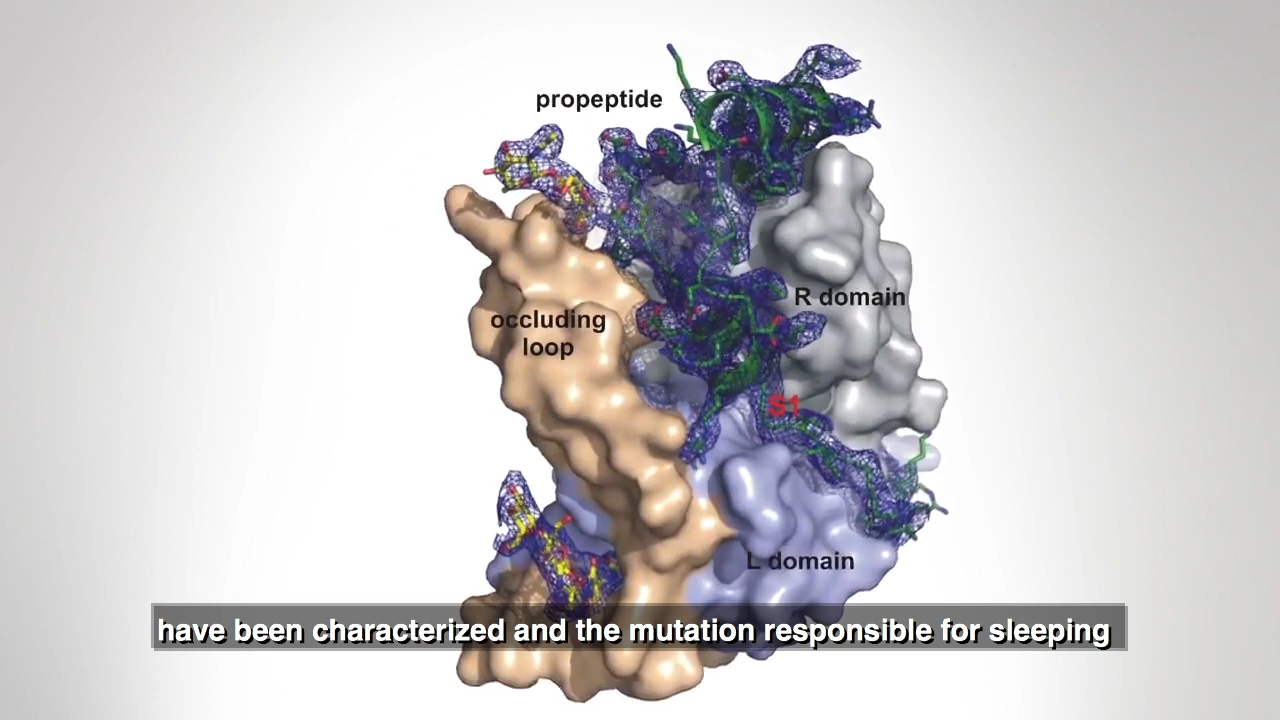 propeptide
R domain
occluding
loop
S1
L domain
have been characterized and the mutation responsible for sleeping